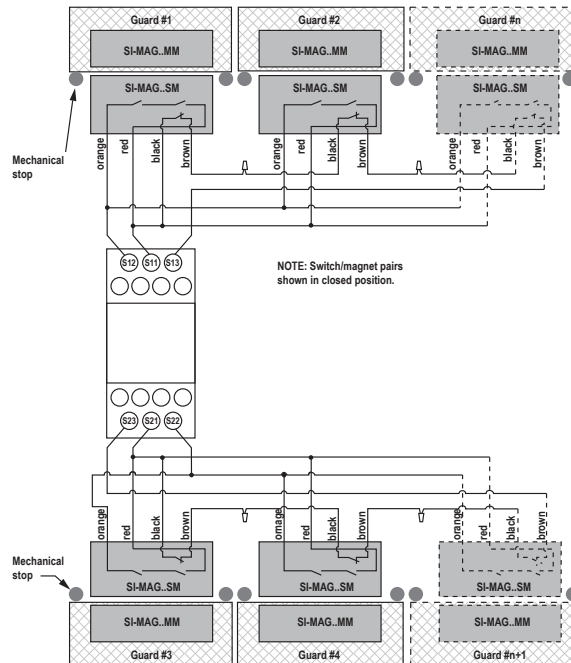 Guard #1 Guard #2 Guard #n
SI-MAG..MM SI-MAG..MM SI-MAG..MM
SI-MAG..SM SI-MAG..SM SI-MAG..SM
Mechanical
stop
orange red black brown orange red black brown orange red black brown
S12 S11 S13
NOTE: Switch/magnet pairs
shown in closed position.
S23 S21 S22
orange red black brown omage red black brown orange red black brown
Mechanical
stop
SI-MAG..SM SI-MAG..SM SI-MAG..SM
SI-MAG..MM SI-MAG..MM SI-MAG..MM
Guard #3 Guard #4 Guard #n+1